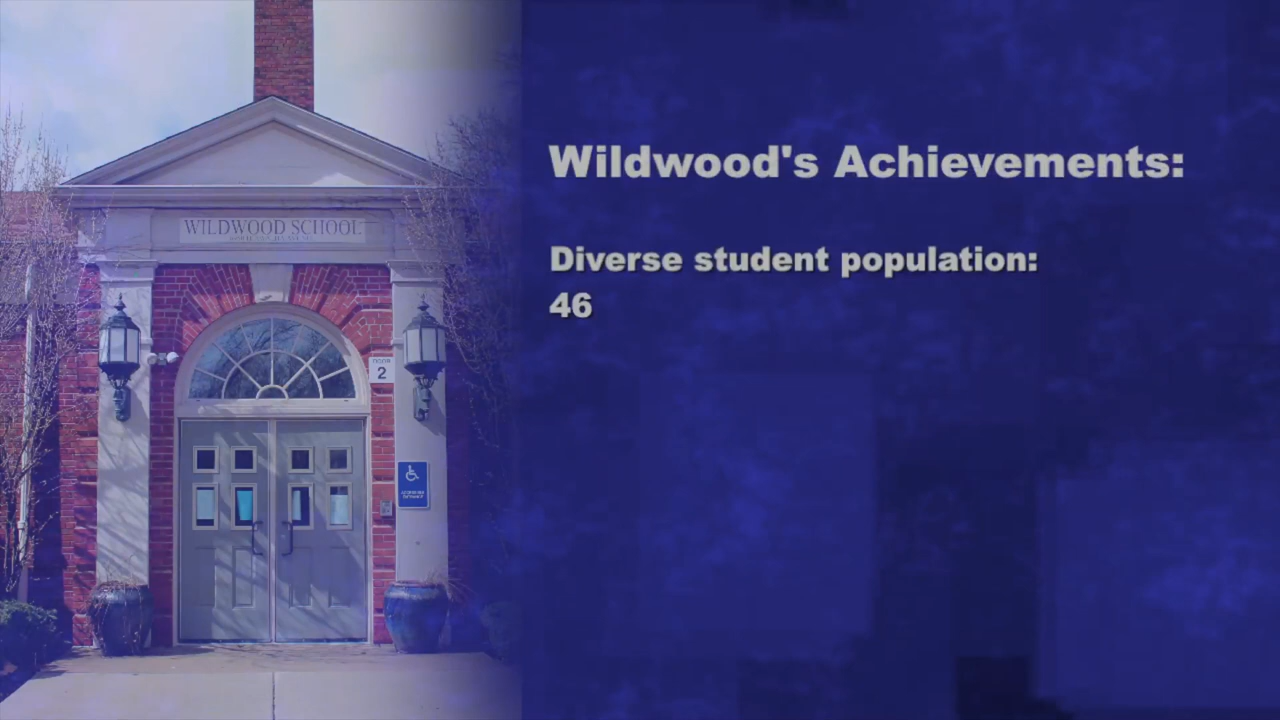 Wildwood's Achievements:
Diverse student population:
46
WILDWOOD SCHOOL
DOOR
2